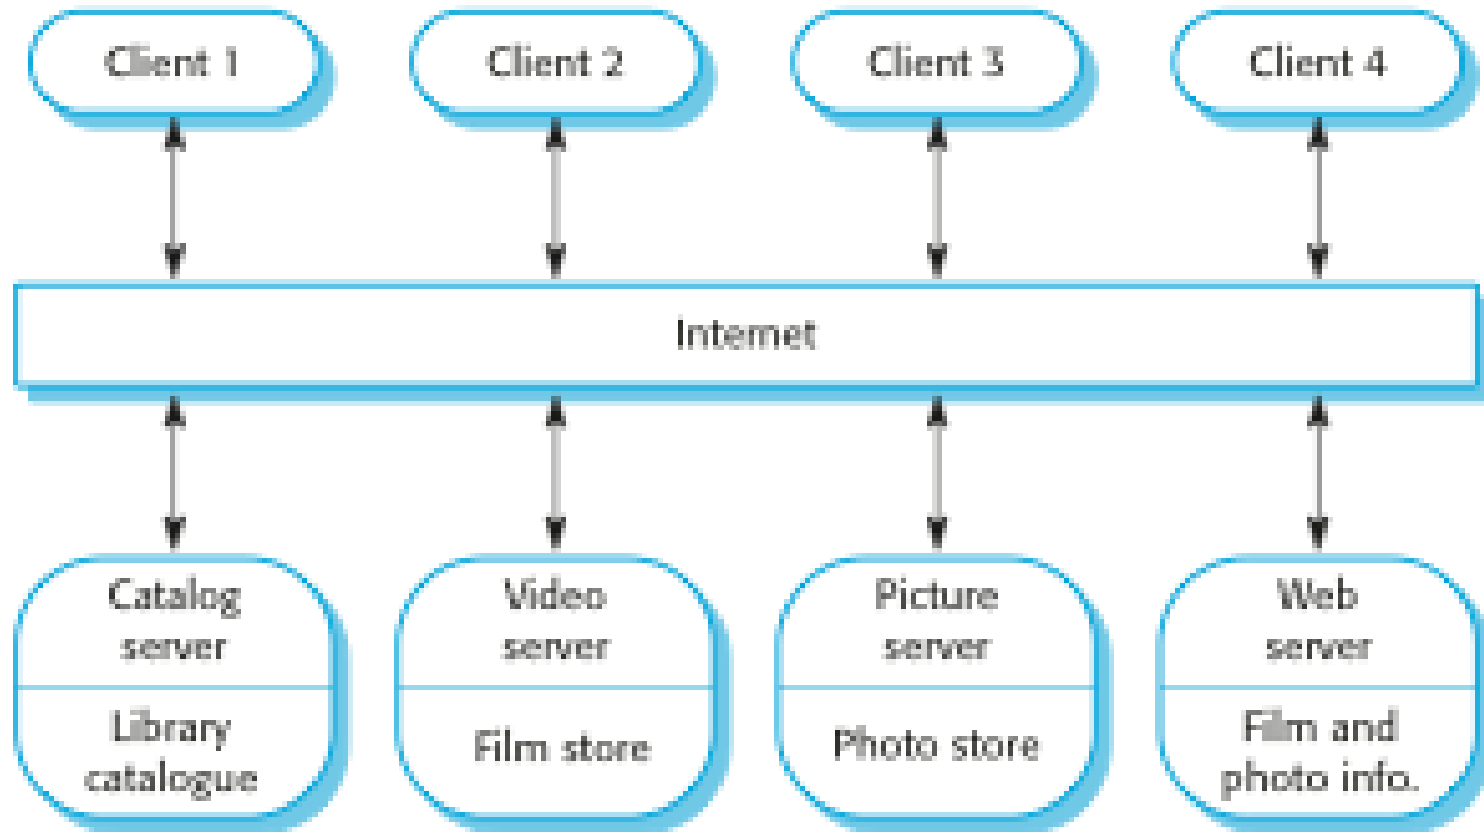 Client 1
Client 2
Client 3
Client 4
Internet
Catalog
server
Library
catalogue
Video
server
Film store
Picture
server
Photo store
Web
server
Film and
photo info.